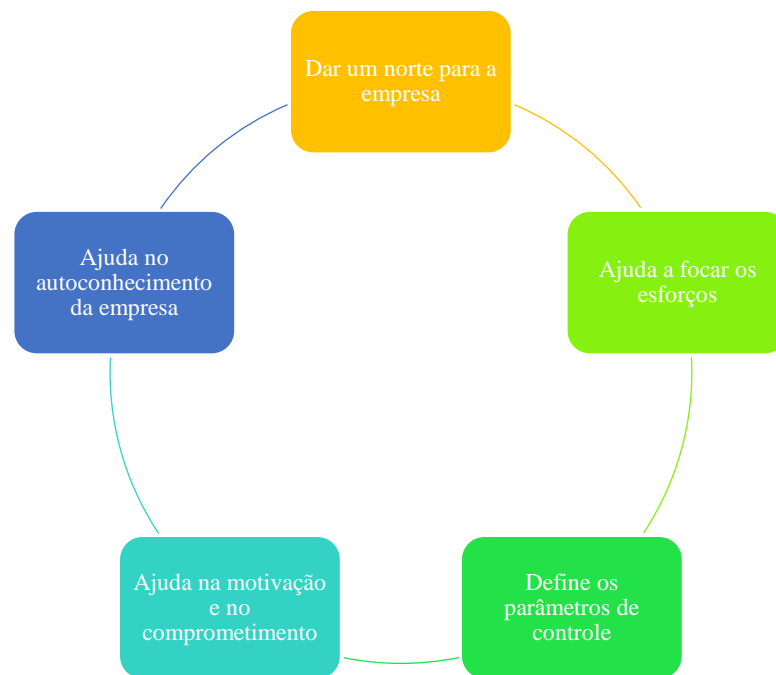 Dar um norte para a
empresa
Ajuda a focar os
esforços
Define os
parâmetros de
controle
Ajuda na motivação
e no
comprometimento
Ajuda no
autoconhecimento
da empresa